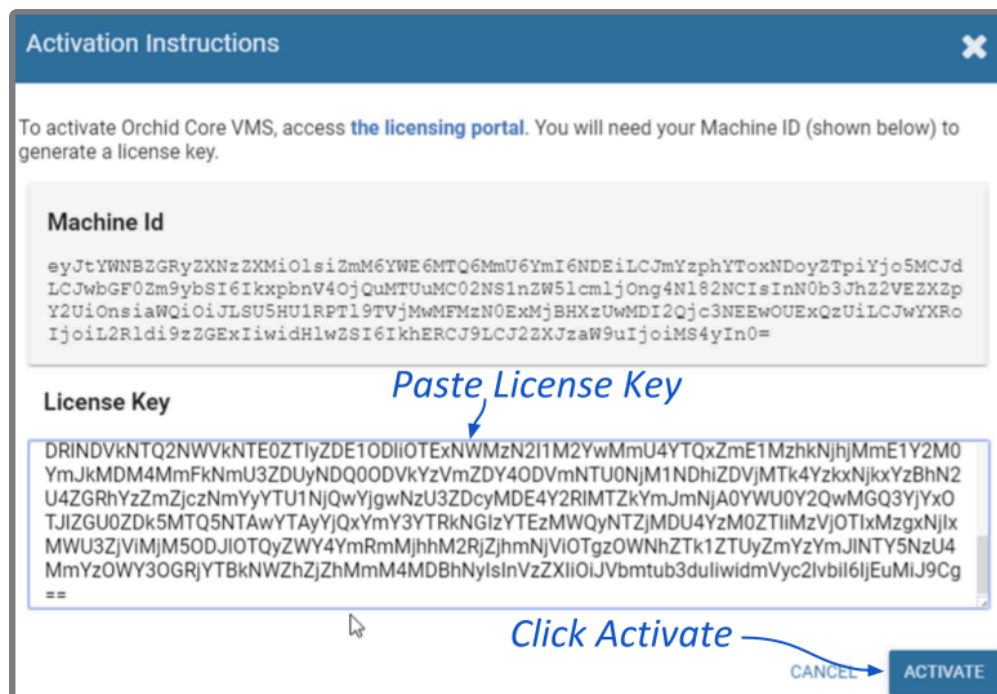 Activation Instructions
To activate Orchid Core VMS, access the licensing portal. You will need your Machine ID (shown below) to
generate a license key.
Machine Id
eyJtYWNBZGRyZXNzZXMiOlsiZmM6YWE6MTQ6MmU6YmI6NDEiLCJmYzphYToxNDoyZTpiYjo5MCJd
LCJwbGF0Zm9ybSI6IkxpbnV4OjQuMTUuMC02NS1nZW5lcmljOng4Nl82NCIsInN0b3JhZ2VEZXZp
Y2UiOnsiaWQiOiJLSU5HU1RPTl9TVjMwMFMzN0ExMjBHXzUwMDI2Qjc3NEEwOUExQzUiLCJwYXRo
IjoiL2Rldi9zZGExIiwidHlwZSI6IkhERCJ9LCJ2ZXJzaW9uIjoiMS4yIn0=
Paste License Key
License Key
DRlNDVkNTQ2NWVkNTE0ZTIyZDE1ODliOTExNWMzN2I1M2YwMmU4YTQxZmE1MzhkNjhjMmE1Y2M0
YmJkMDM4MmFkNmU3ZDUyNDQ0ODVkYzVmZDY4ODVmNTU0NjM1NDhiZDVjMTk4YzkxNjkxYzBhN2
U4ZGRhYzZmZjczNmYyYTU1NjQwYjgwNzU3ZDcyMDE4Y2RlMTZkYmJmNjA0YWU0Y2QwMGQ3YjYxO
TJlZGU0ZDk5MTQ5NTAwYTAyYjQxYmY3YTRkNGIzYTEzMWQyNTZjMDU4YzM0ZTliMzVjOTIxMzgxNjIx
MWU3ZjViMjM5ODJlOTQyZWY4YmRmMjhhM2RjZjhmNjViOTgzOWNhZTk1ZTUyZmYzYmJlNTY5NzU4
MmYzOWY3OGRjYTBkNWZhZjZhMmM4MDBhNyIsInVzZXIiOiJVbmtub3duIiwidmVyc2lvbiI6IjEuMiJ9Cg
==
Click Activate
CANCEL
ACTIVATE